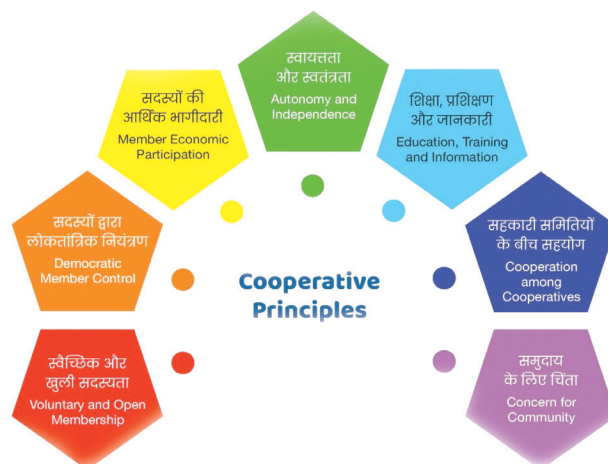 स्वैच्छिक और
खुली सदस्यता
Voluntary and Open
Membership
सदस्यों द्वारा
लोकतांत्रिक नियंत्रण
Democratic
Member Control
सदस्यों की
आर्थिक भागीदारी
Member Economic
Participation
स्वायत्तता
और स्वतंत्रता
Autonomy and
Independence
शिक्षा, प्रशिक्षण
और जानकारी
Education, Training
and Information
सहकारी समितियों
के बीच सहयोग
Cooperation
among
Cooperatives
समुदाय
के लिए चिंता
Concern for
Community
Cooperative
Principles